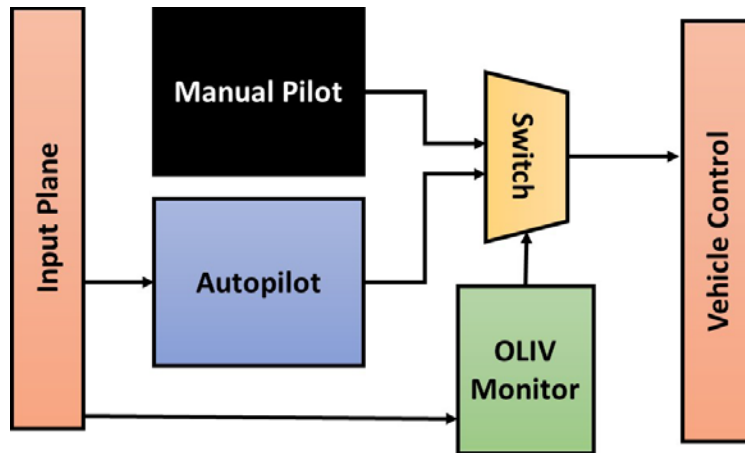 Input Plane
Manual Pilot
Autopilot
Switch
OLIV
Monitor
Vehicle Control